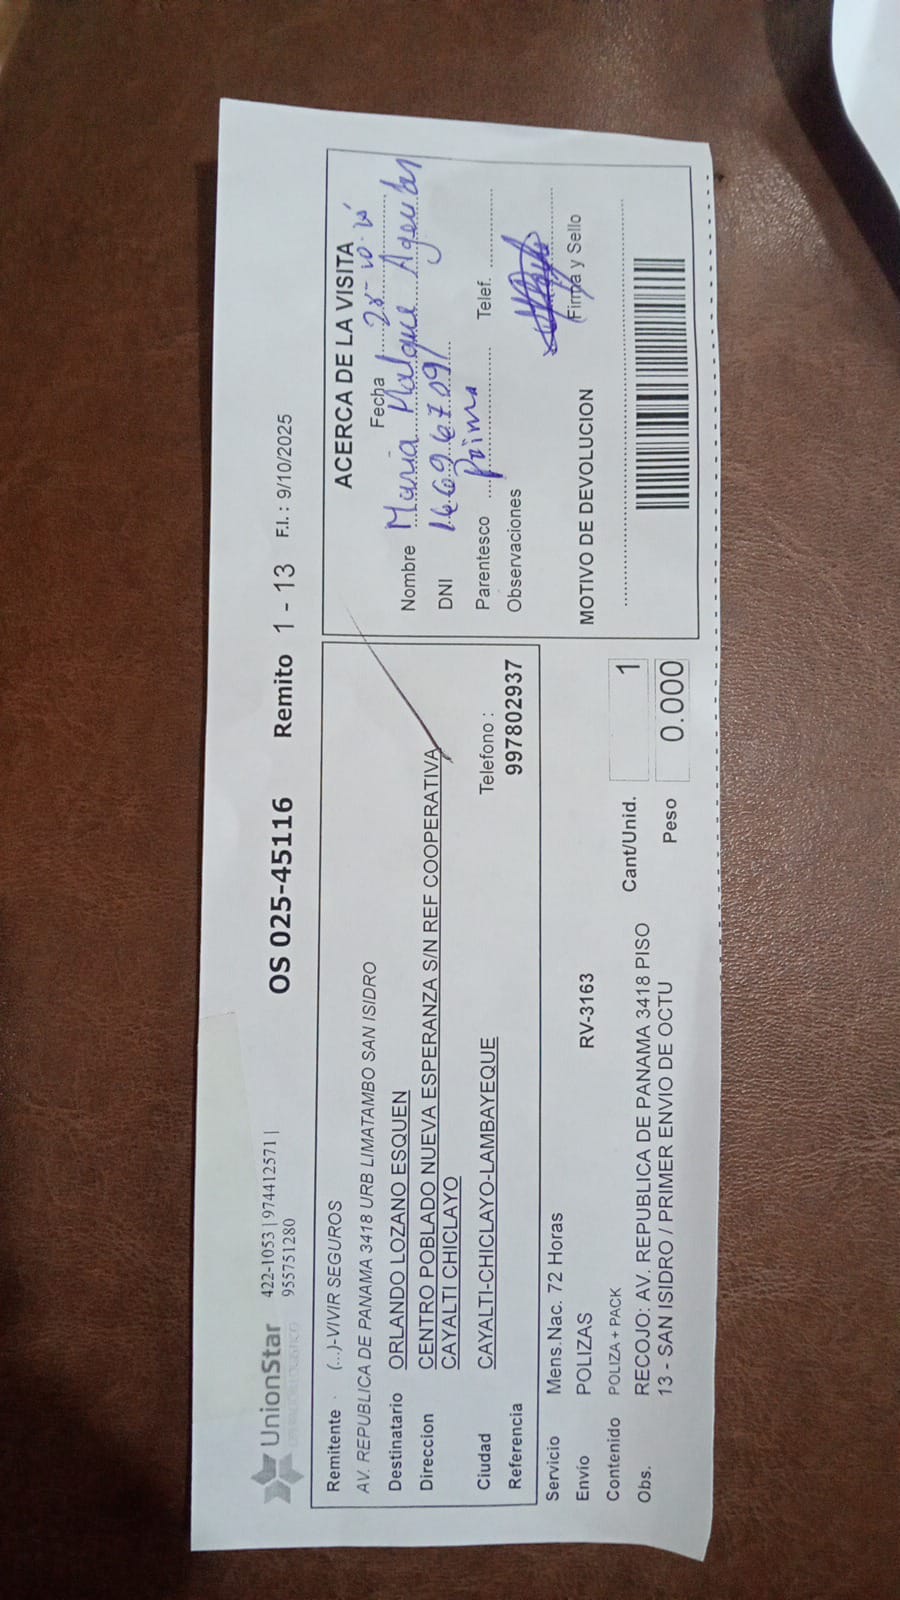 UnionStar
422-1053 | 974412571 |
955751280
OS 025-45116 Remito 1 - 13 F.I. : 9/10/2025
Remitente . (...)-VIVIR SEGUROS
AV. REPUBLICA DE PANAMA 3418 URB LIMATAMBO SAN ISIDRO
Destinatario ORLANDO LOZANO ESQUEN
Direccion CENTRO POBLADO NUEVA ESPERANZA S/N REF COOPERATIVA
CAYALTI CHICLAYO
Ciudad CAYALTI-CHICLAYO-LAMBAYEQUE
Telefono :
Referencia 997802937
Servicio Mens.Nac. 72 Horas
Envío POLIZAS RV-3163
Contenido POLIZA + PACK Cant/Unid. 1
Obs. RECOJO: AV. REPUBLICA DE PANAMA 3418 PISO
13 - SAN ISIDRO / PRIMER ENVIO DE OCTU
Peso 0.000
ACERCA DE LA VISITA
Fecha
Nombre Maria
DNI 16696709
Parentesco prima Telef.
Observaciones
Firma y Sello
MOTIVO DE DEVOLUCION